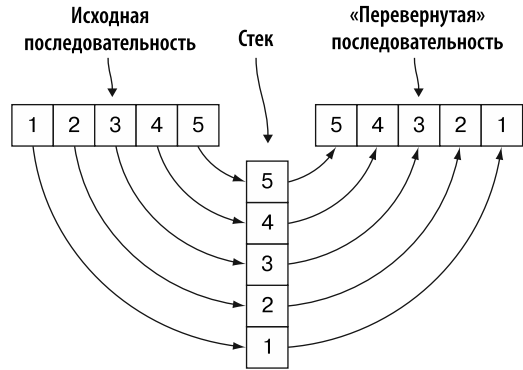 Исходная
последовательность
Стек
«Перевернутая»
последовательность
1 2 3 4 5
5 4 3 2 1
5
4
3
2
1